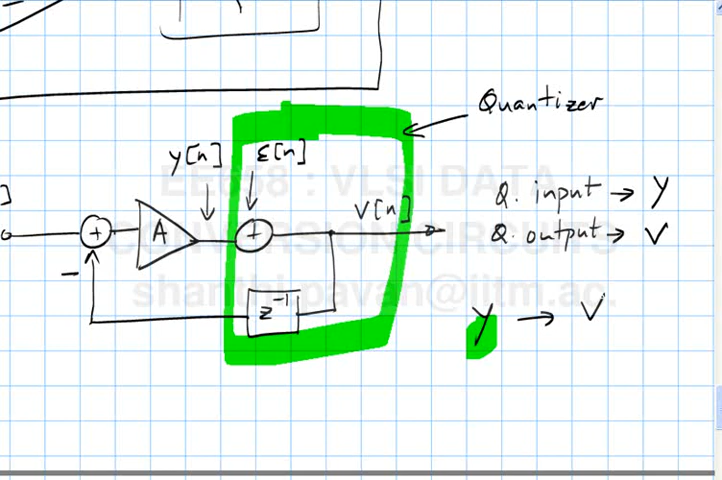 Quantizer
y[n] ε[n]
EE658 : VLSI DATA
Q. input → y
]
+ A + V[n]
Q. output → V
CONVERSION CIRCUITS
−
shanthi.pavan@iitm.ac.
z⁻¹
y → V